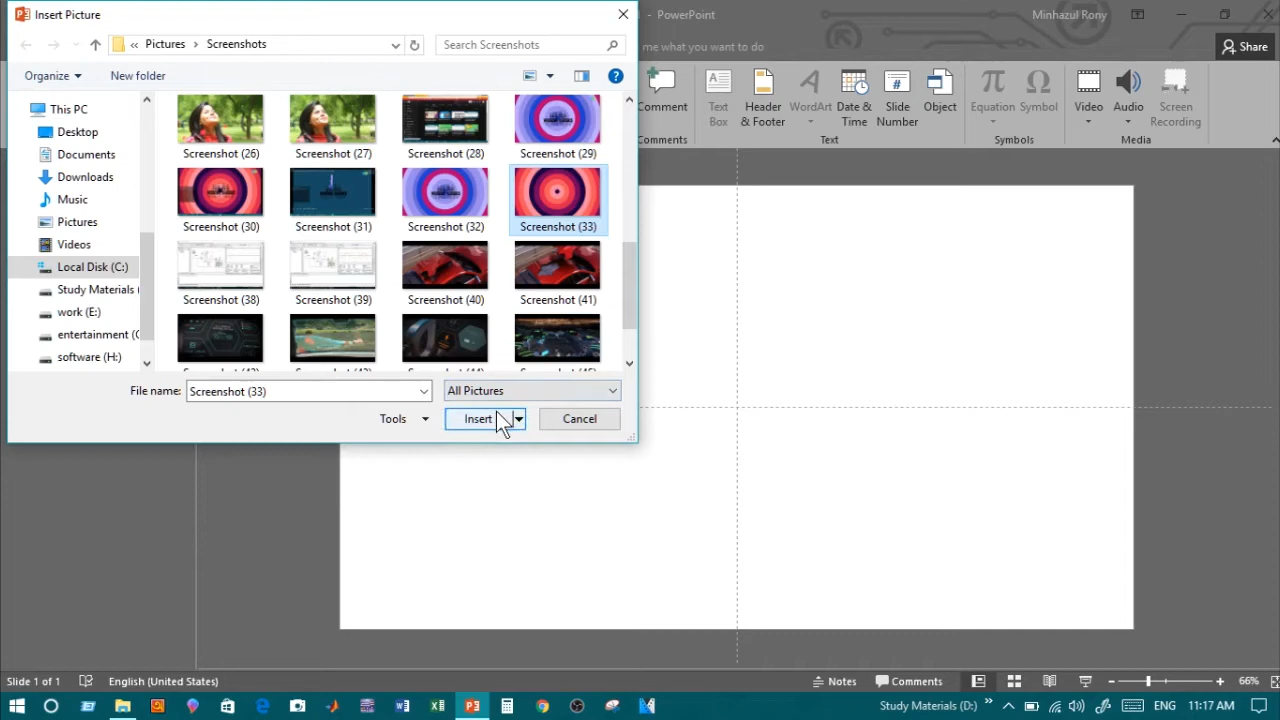 Insert Picture
- PowerPoint
Minhazul Rony
Pictures
Screenshots
Search Screenshots
me what you want to do
Share
Organize
New folder
Comment
Text Box
Header & Footer
WordArt
Date & Time
Slide Number
Object
Equation
Symbol
Video
Audio
Screen Recording
Comments
Text
Symbols
Media
This PC
Desktop
Documents
Downloads
Music
Pictures
Videos
Local Disk (C:)
Study Materials (
work (E:)
entertainment (
software (H:)
Screenshot (26)
Screenshot (27)
Screenshot (28)
Screenshot (29)
Screenshot (30)
Screenshot (31)
Screenshot (32)
Screenshot (33)
Screenshot (38)
Screenshot (39)
Screenshot (40)
Screenshot (41)
File name:
Screenshot (33)
All Pictures
Tools
Insert
Cancel
Slide 1 of 1
English (United States)
Notes
Comments
66%
Study Materials (D:)
ENG
11:17 AM